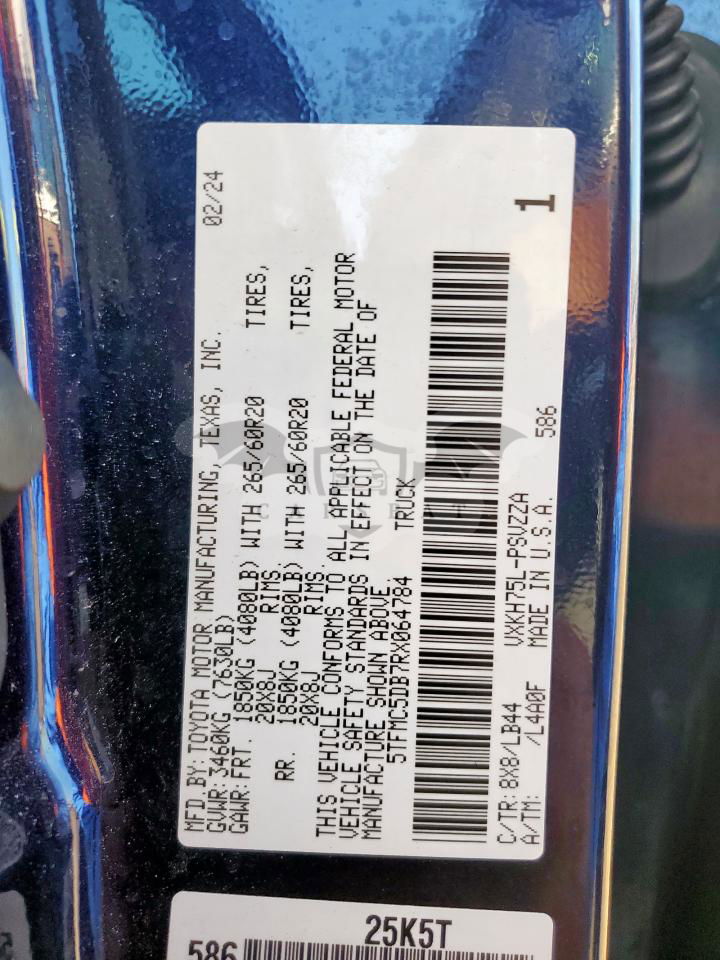 MFD. BY: TOYOTA MOTOR MANUFACTURING, TEXAS, INC. 02/24
GVWR: 3460KG (7630LB)
GAWR: FRT. 1850KG (4080LB) WITH 265/60R20 TIRES,
20X8J RIMS
RR. 1850KG (4080LB) WITH 265/60R20 TIRES,
20X8J RIMS.
THIS VEHICLE CONFORMS TO ALL APPLICABLE FEDERAL MOTOR
VEHICLE SAFETY STANDARDS IN EFFECT ON THE DATE OF
MANUFACTURE SHOWN ABOVE.
5TFMC5DB7RX064784 TRUCK
C/TR: 8X8/LB44 VXKH75L-PSVZZA 586 1
A/TM: /L4A0F MADE IN U.S.A.
25K5T
586